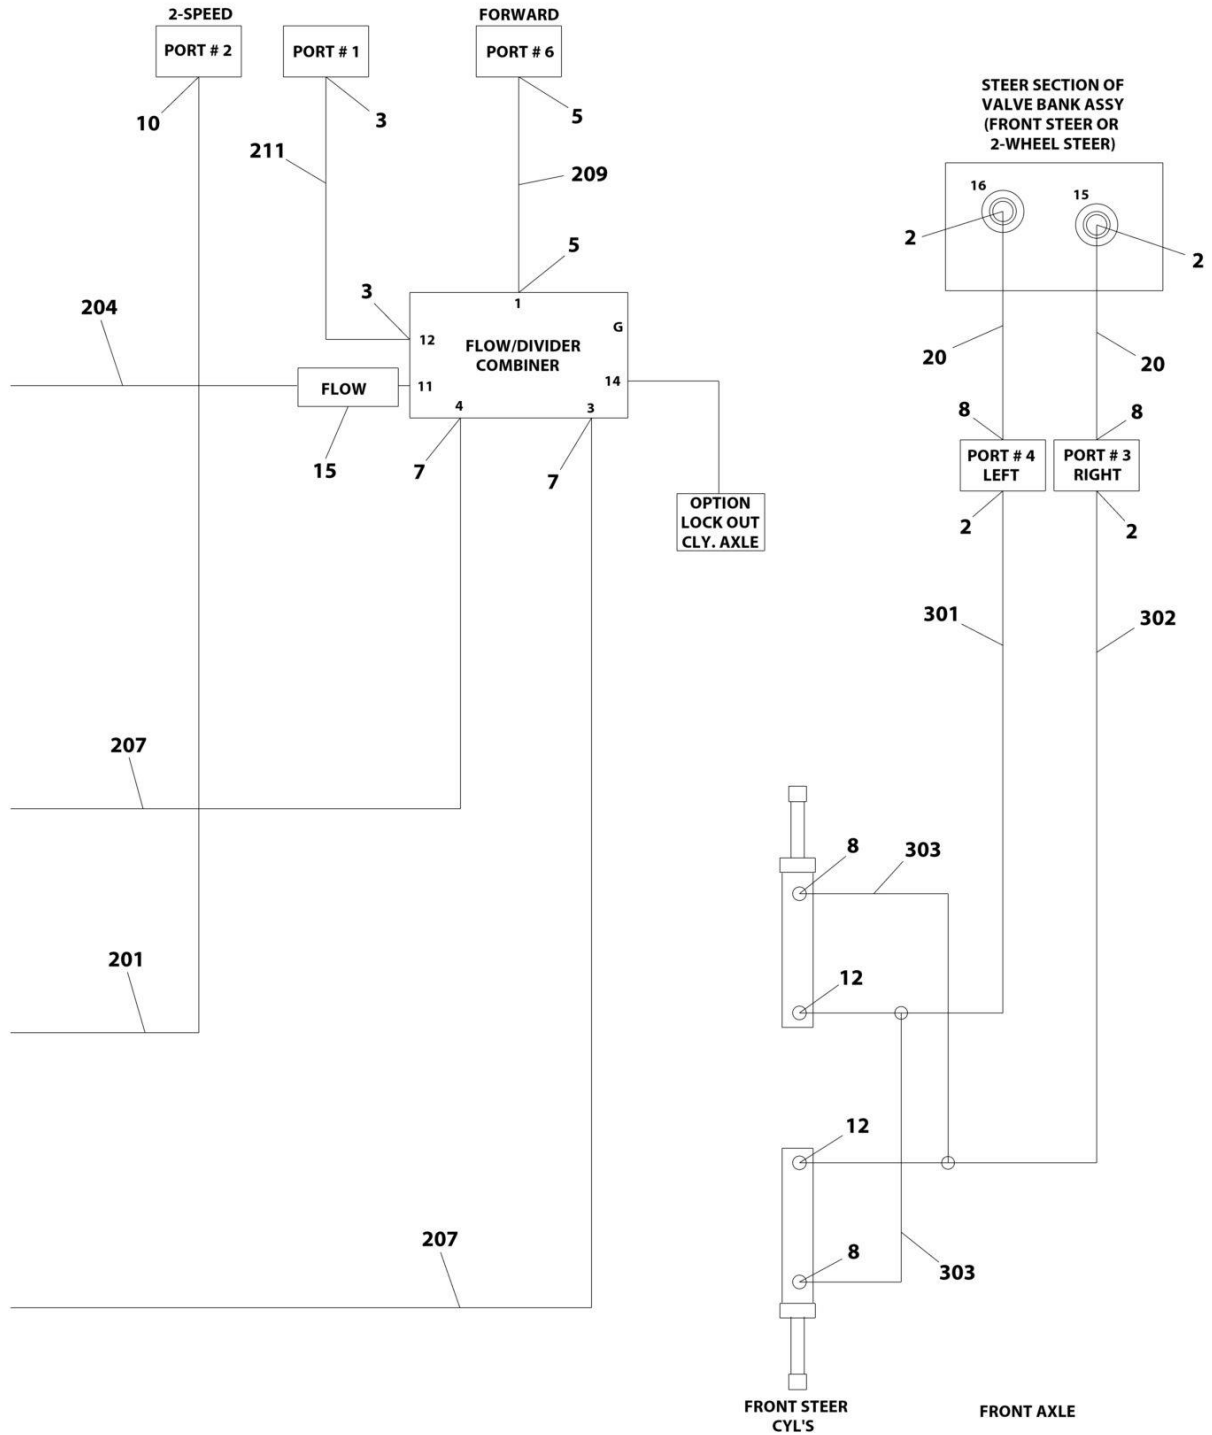 2-SPEED
PORT # 2
10
PORT # 1
3
211
FORWARD
PORT # 6
5
209
5
3
204
1
G
12
FLOW/DIVIDER
COMBINER
14
11
FLOW
15
4
3
7
7
OPTION
LOCK OUT
CLY. AXLE
207
201
207
STEER SECTION OF
VALVE BANK ASSY
(FRONT STEER OR
2-WHEEL STEER)
16
15
2
2
20
20
8
8
PORT # 4
LEFT
PORT # 3
RIGHT
2
2
301
302
8
303
12
12
8
303
FRONT STEER
CYL'S
FRONT AXLE